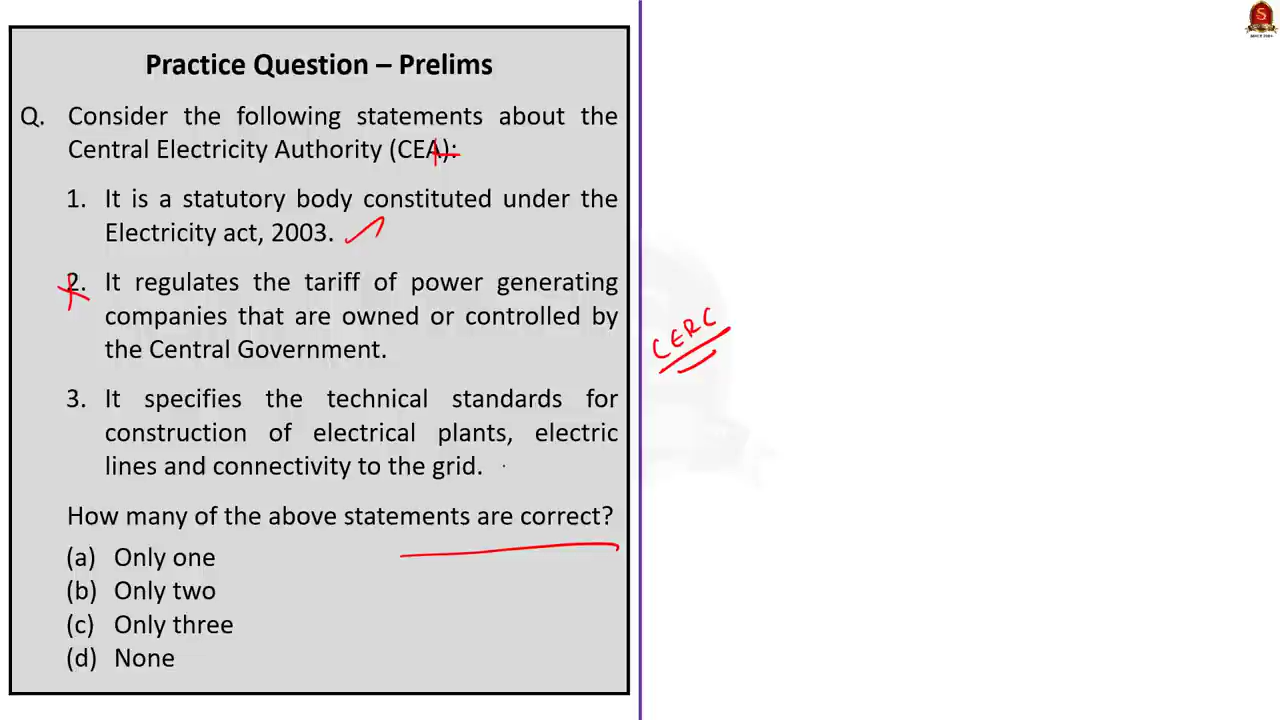 Practice Question – Prelims
Q. Consider the following statements about the
Central Electricity Authority (CEA):
1. It is a statutory body constituted under the
Electricity act, 2003.
2. It regulates the tariff of power generating
companies that are owned or controlled by
the Central Government.
CERC
3. It specifies the technical standards for
construction of electrical plants, electric
lines and connectivity to the grid.
How many of the above statements are correct?
(a) Only one
(b) Only two
(c) Only three
(d) None
S